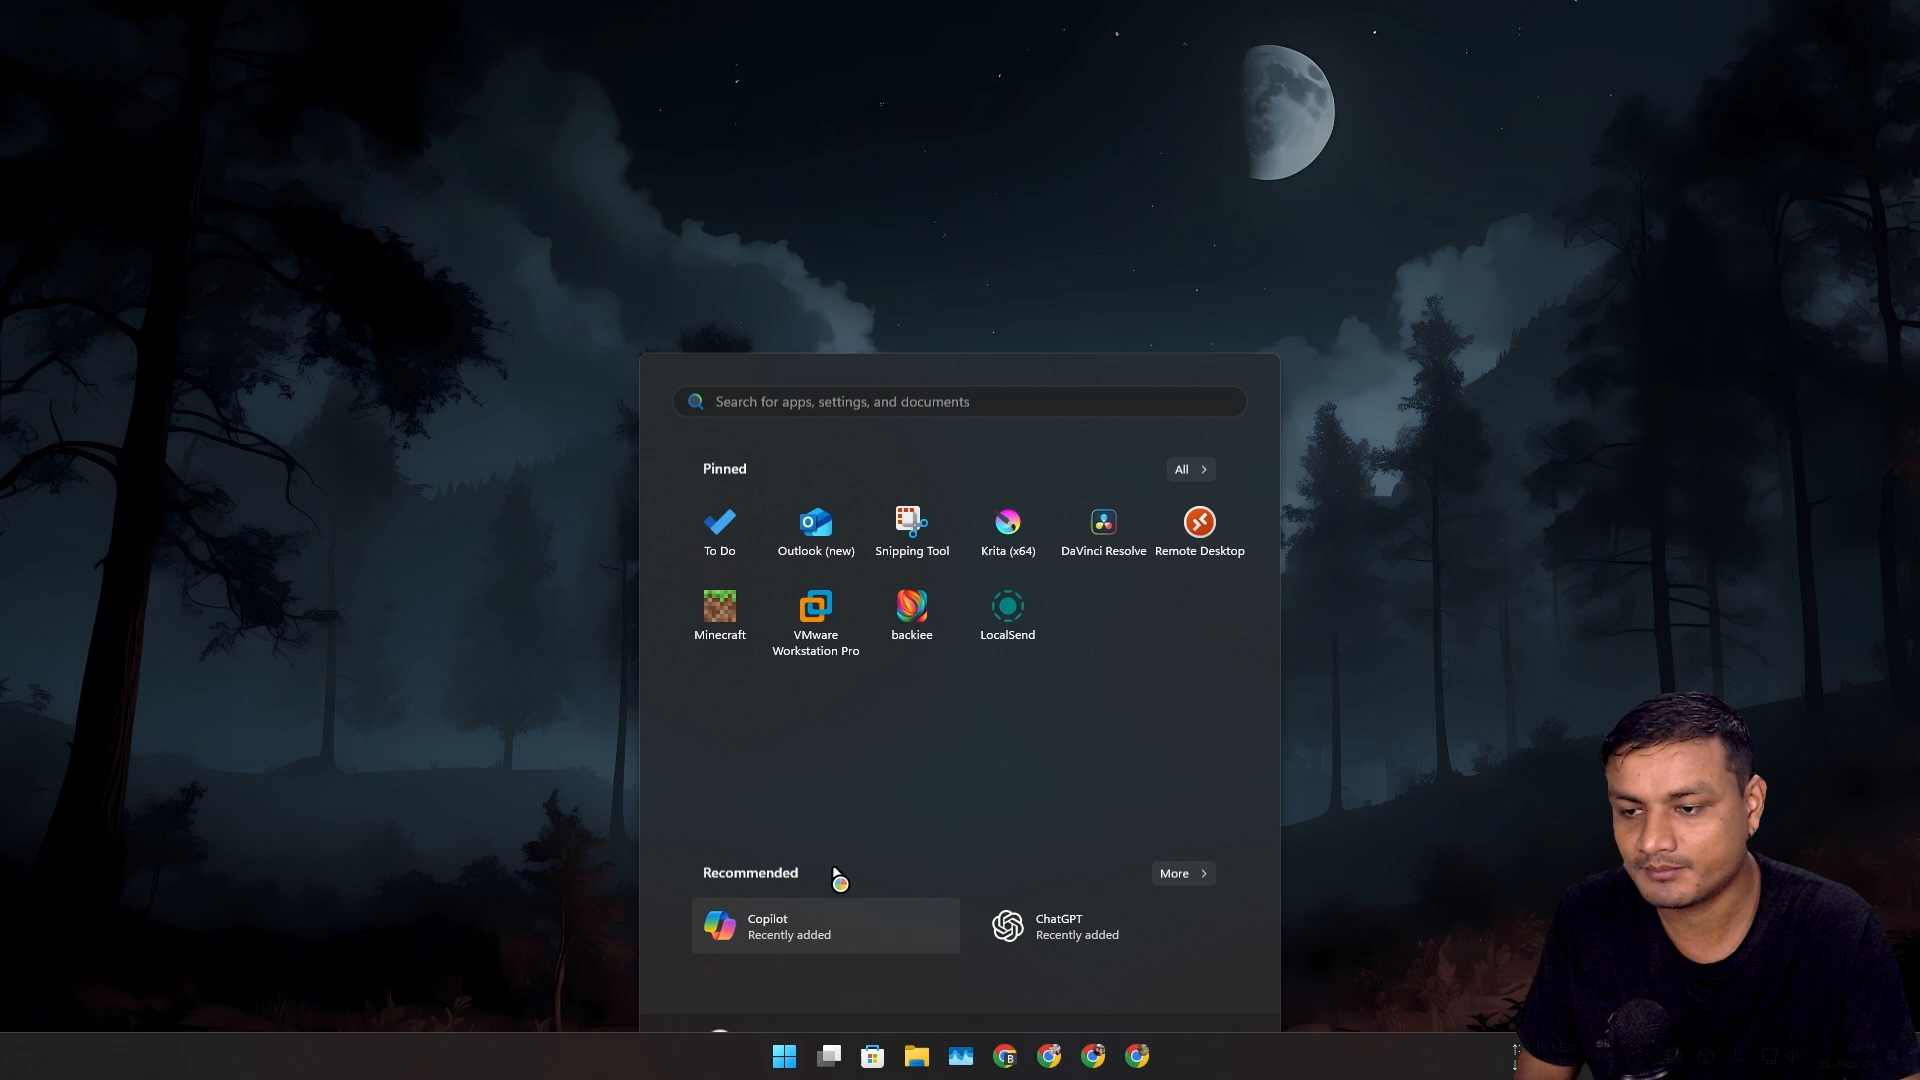 Search for apps, settings, and documents
Pinned
All
To Do
Outlook (new)
Snipping Tool
Krita (x64)
DaVinci Resolve
Remote Desktop
Minecraft
VMware
Workstation Pro
backiee
LocalSend
Recommended
More
Copilot
Recently added
ChatGPT
Recently added